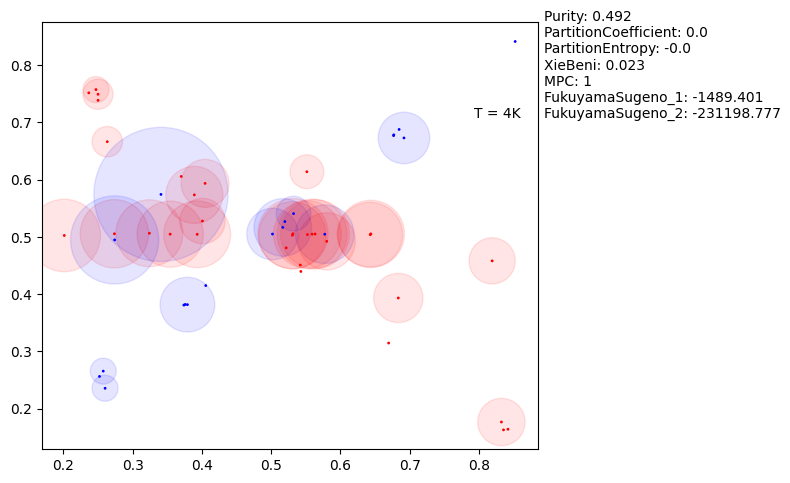 Purity: 0.492
PartitionCoefficient: 0.0
PartitionEntropy: -0.0
XieBeni: 0.023
MPC: 1
FukuyamaSugeno_1: -1489.401
FukuyamaSugeno_2: -231198.777
T = 4K
0.8
0.7
0.6
0.5
0.4
0.3
0.2
0.2 0.3 0.4 0.5 0.6 0.7 0.8